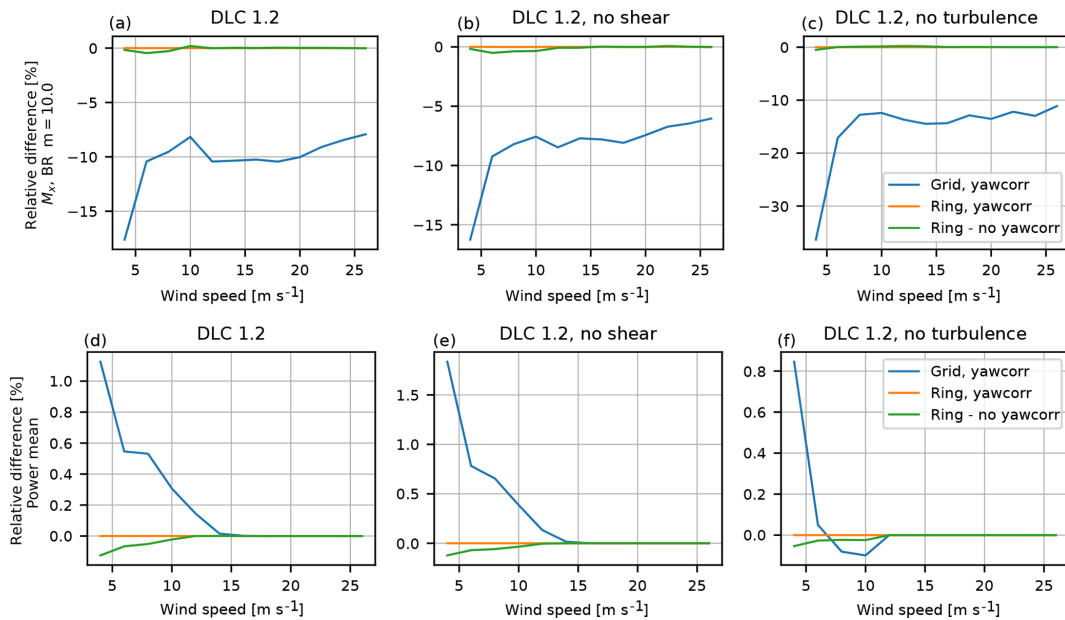 (a) DLC 1.2
(b) DLC 1.2, no shear
(c) DLC 1.2, no turbulence
Relative difference [%]
Mₓ, BR m = 10.0
0
−5
−10
−15
5 10 15 20 25
Wind speed [m s⁻¹]
0
−5
−10
−15
5 10 15 20 25
Wind speed [m s⁻¹]
0
−10
−20
−30
Grid, yawcorr
Ring, yawcorr
Ring - no yawcorr
5 10 15 20 25
Wind speed [m s⁻¹]
(d) DLC 1.2
(e) DLC 1.2, no shear
(f) DLC 1.2, no turbulence
Relative difference [%]
Power mean
1.0
0.8
0.6
0.4
0.2
0.0
5 10 15 20 25
Wind speed [m s⁻¹]
1.5
1.0
0.5
0.0
5 10 15 20 25
Wind speed [m s⁻¹]
0.8
0.6
0.4
0.2
0.0
Grid, yawcorr
Ring, yawcorr
Ring - no yawcorr
5 10 15 20 25
Wind speed [m s⁻¹]